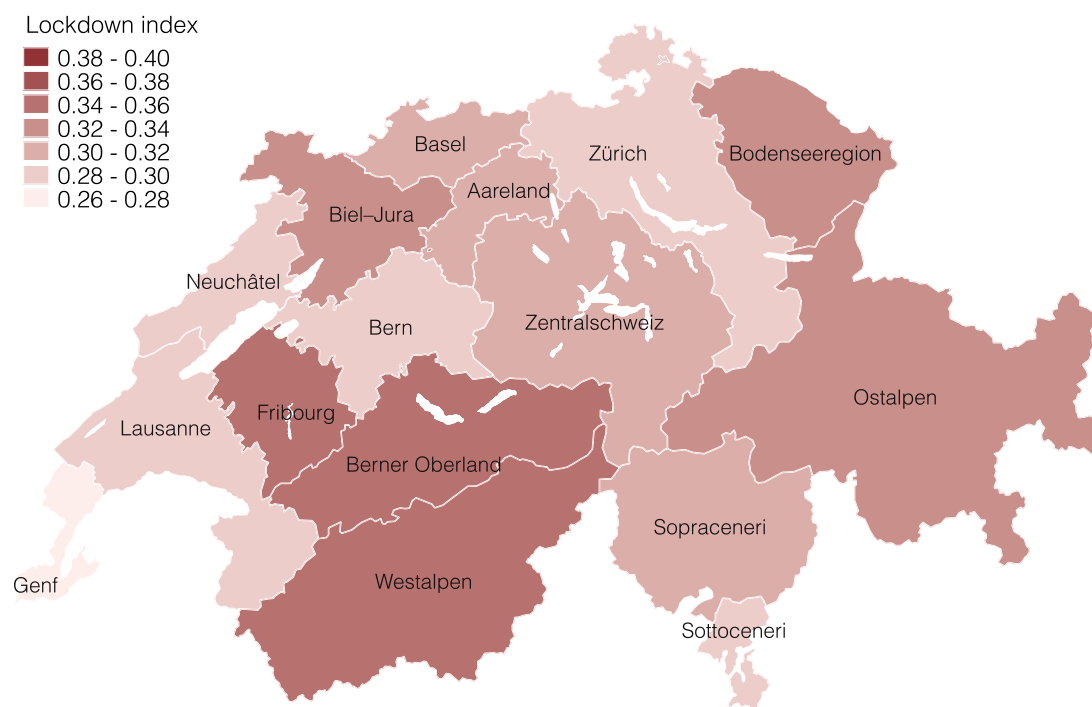 Lockdown index
0.38 - 0.40
0.36 - 0.38
0.34 - 0.36
0.32 - 0.34
0.30 - 0.32
0.28 - 0.30
0.26 - 0.28
Basel
Zürich
Bodenseeregion
Aareland
Biel–Jura
Neuchâtel
Bern
Zentralschweiz
Ostalpen
Fribourg
Lausanne
Berner Oberland
Sopraceneri
Westalpen
Genf
Sottoceneri